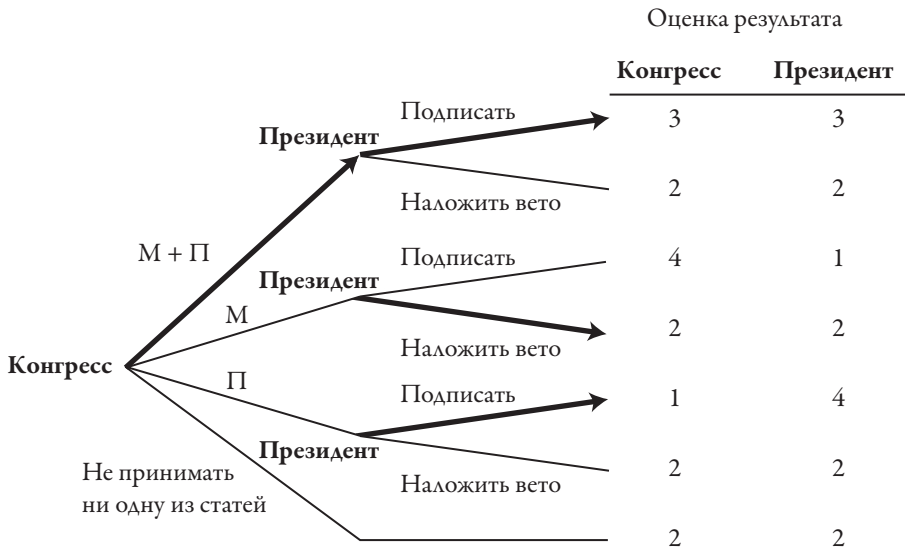 Оценка результата
Конгресс Президент
Подписать 3 3
Президент
Наложить вето 2 2
М + П
Подписать 4 1
Президент
М
Наложить вето 2 2
Конгресс
П
Подписать 1 4
Президент
Не принимать
ни одну из статей
Наложить вето 2 2
2 2